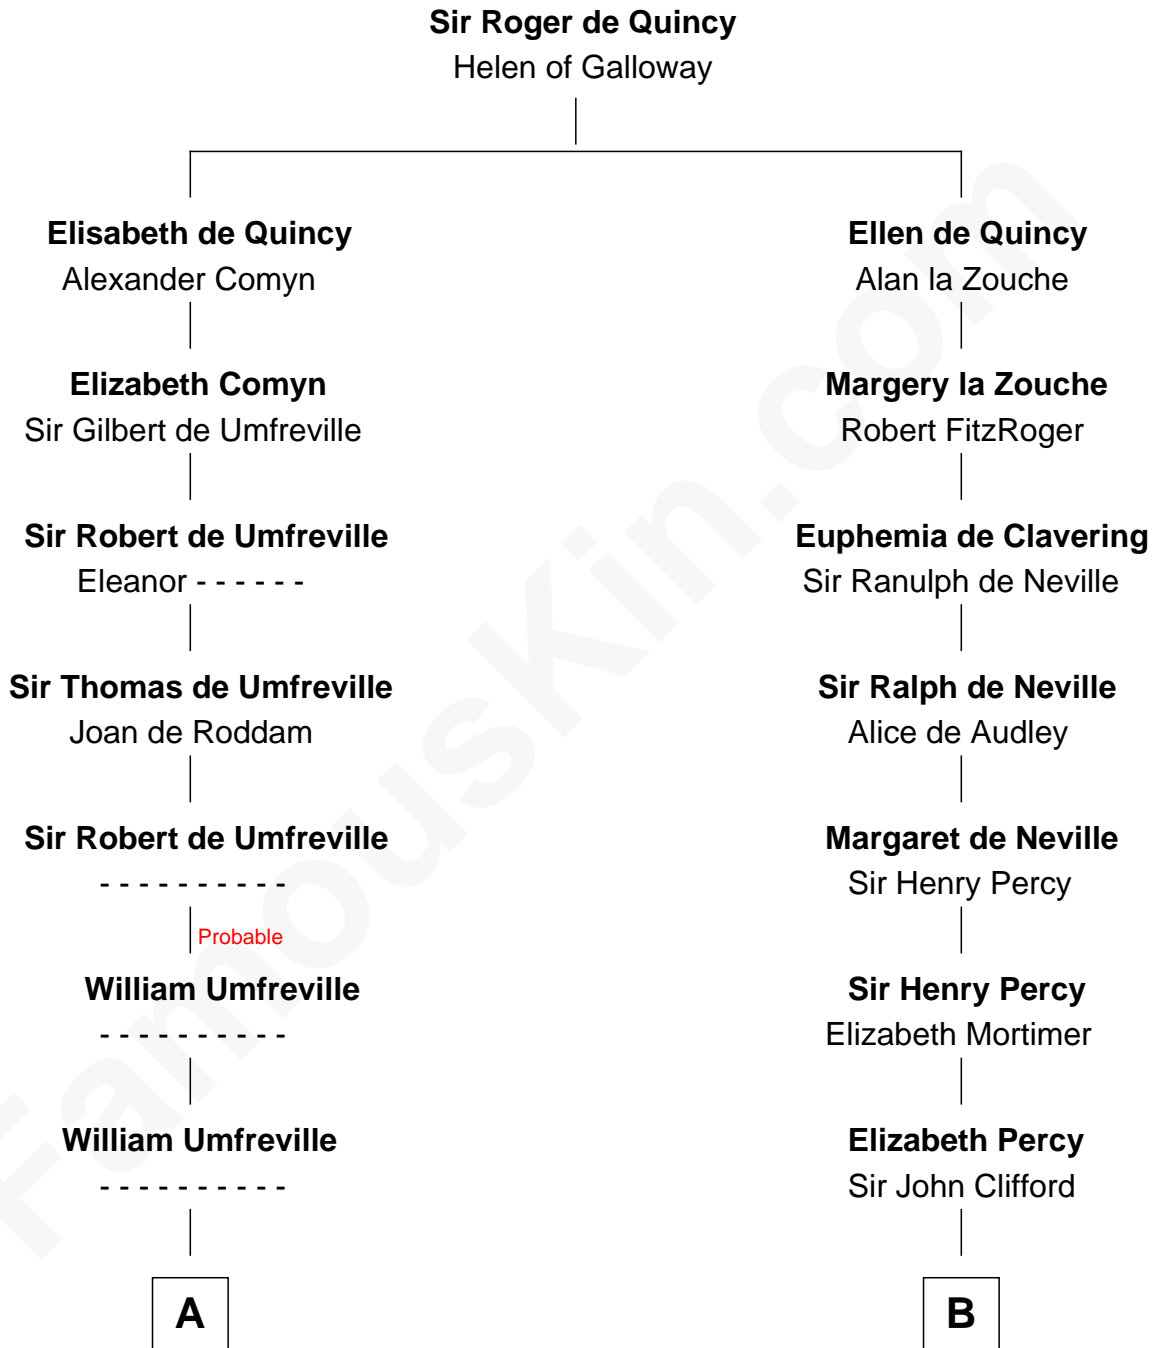 Sir Roger de Quincy
Helen of Galloway
Elisabeth de Quincy
Alexander Comyn
Ellen de Quincy
Alan la Zouche
Elizabeth Comyn
Sir Gilbert de Umfreville
Margery la Zouche
Robert FitzRoger
Sir Robert de Umfreville
Eleanor - - - - - -
Euphemia de Clavering
Sir Ranulph de Neville
Sir Thomas de Umfreville
Joan de Roddam
Sir Ralph de Neville
Alice de Audley
Sir Robert de Umfreville
- - - - - - - - - -
Margaret de Neville
Sir Henry Percy
Probable
William Umfreville
- - - - - - - - - -
Sir Henry Percy
Elizabeth Mortimer
William Umfreville
- - - - - - - - - -
Elizabeth Percy
Sir John Clifford
A
B
FamousKin.com